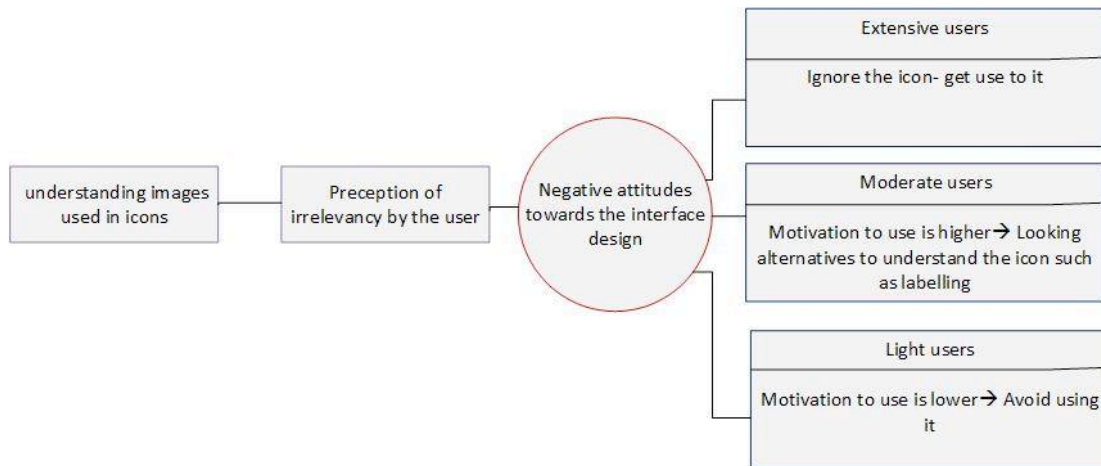 understanding images
used in icons
Preception of
irrelevancy by the user
Negative attitudes
towards the interface
design
Extensive users
Ignore the icon- get use to it
Moderate users
Motivation to use is higher→ Looking
alternatives to understand the icon such
as labelling
Light users
Motivation to use is lower→ Avoid using
it